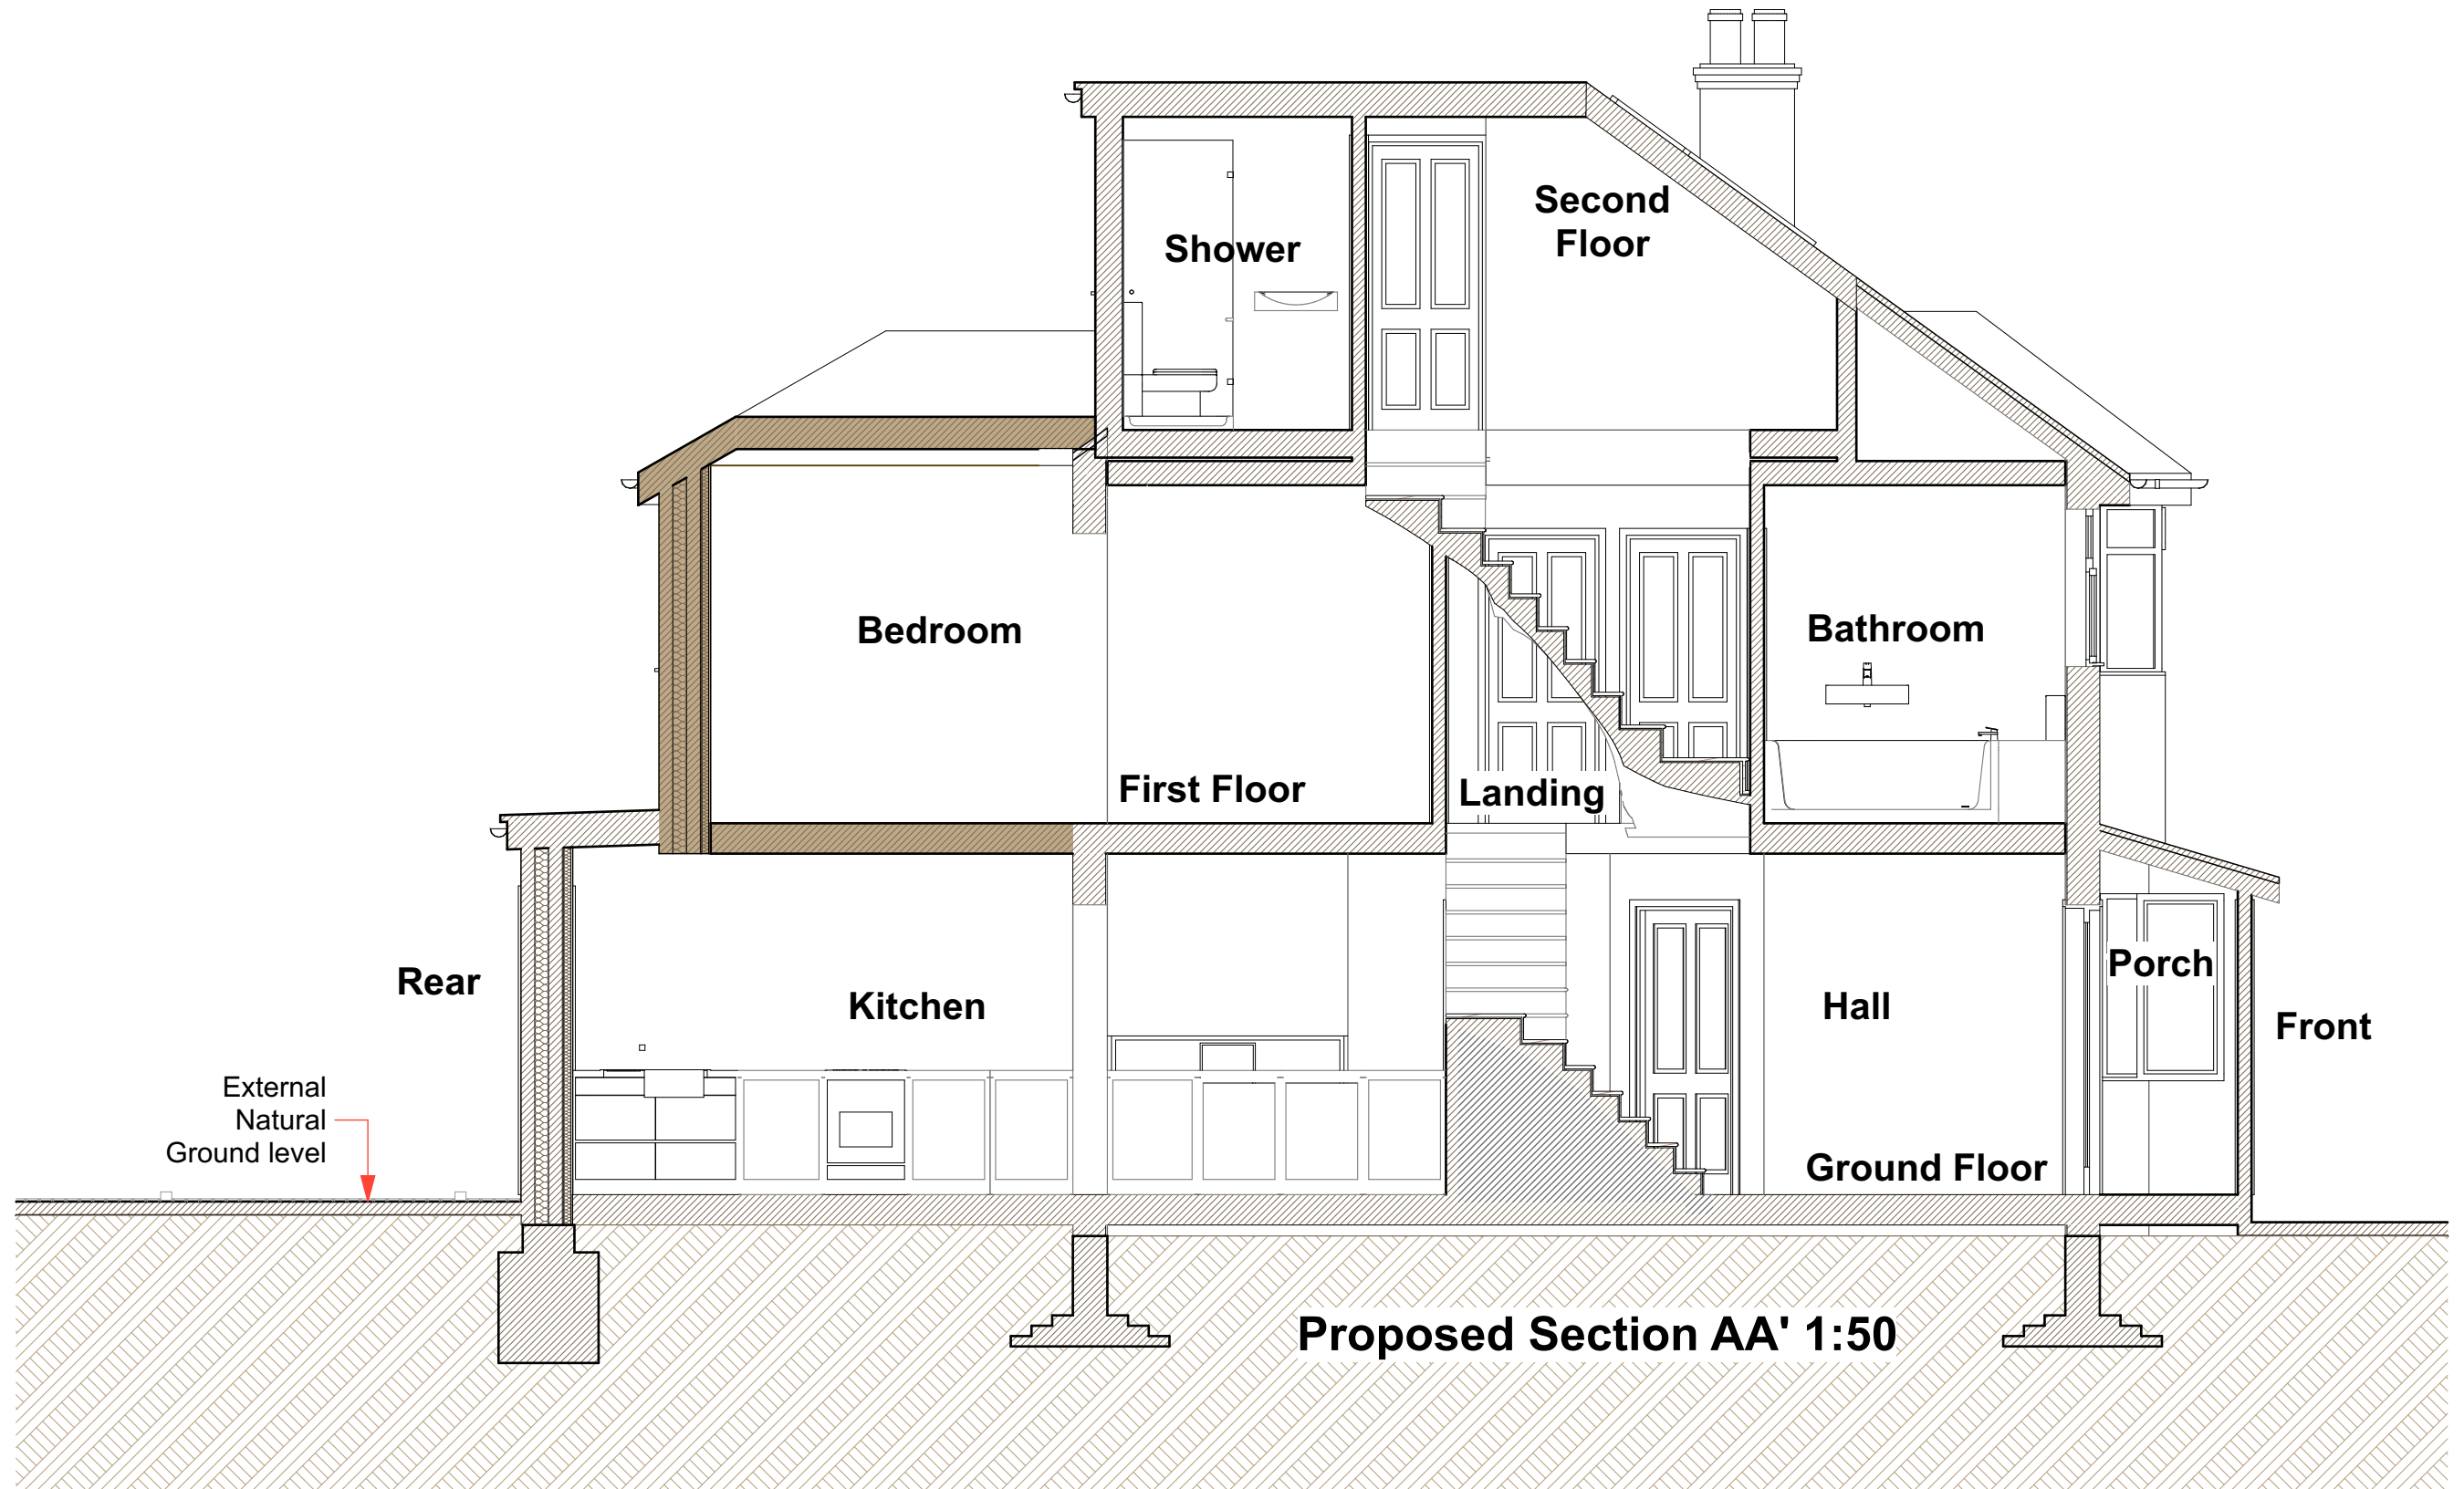 Second
Floor
Shower
Bedroom
Bathroom
First Floor
Landing
Rear
Kitchen
Hall
Porch
Front
External
Natural
Ground level
Ground Floor
Proposed Section AA' 1:50